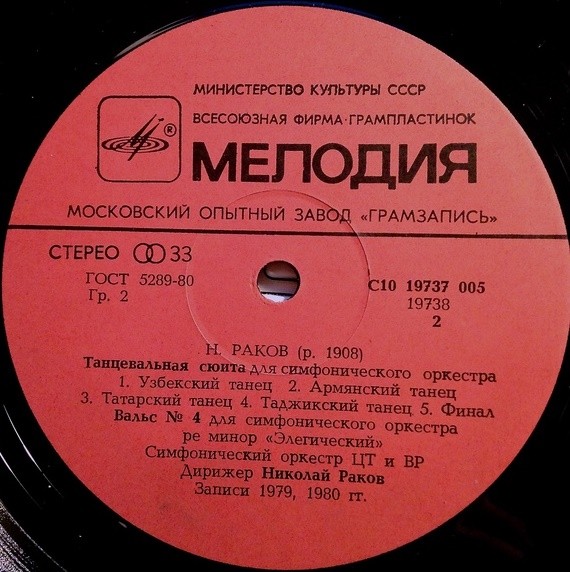 МИНИСТЕРСТВО КУЛЬТУРЫ СССР
ВСЕСОЮЗНАЯ ФИРМА·ГРАМПЛАСТИНОК
®
МЕЛОДИЯ
МОСКОВСКИЙ ОПЫТНЫЙ ЗАВОД «ГРАМЗАПИСЬ»
СТЕРЕО 33
ГОСТ 5289-80
Гр. 2
С10 19737 005
19738
2
Н. РАКОВ (р. 1908)
Танцевальная сюита для симфонического оркестра
1. Узбекский танец 2. Армянский танец
3. Татарский танец 4. Таджикский танец 5. Финал
Вальс № 4 для симфонического оркестра
ре минор «Элегический»
Симфонический оркестр ЦТ и ВР
Дирижер Николай Раков
Записи 1979, 1980 гг.